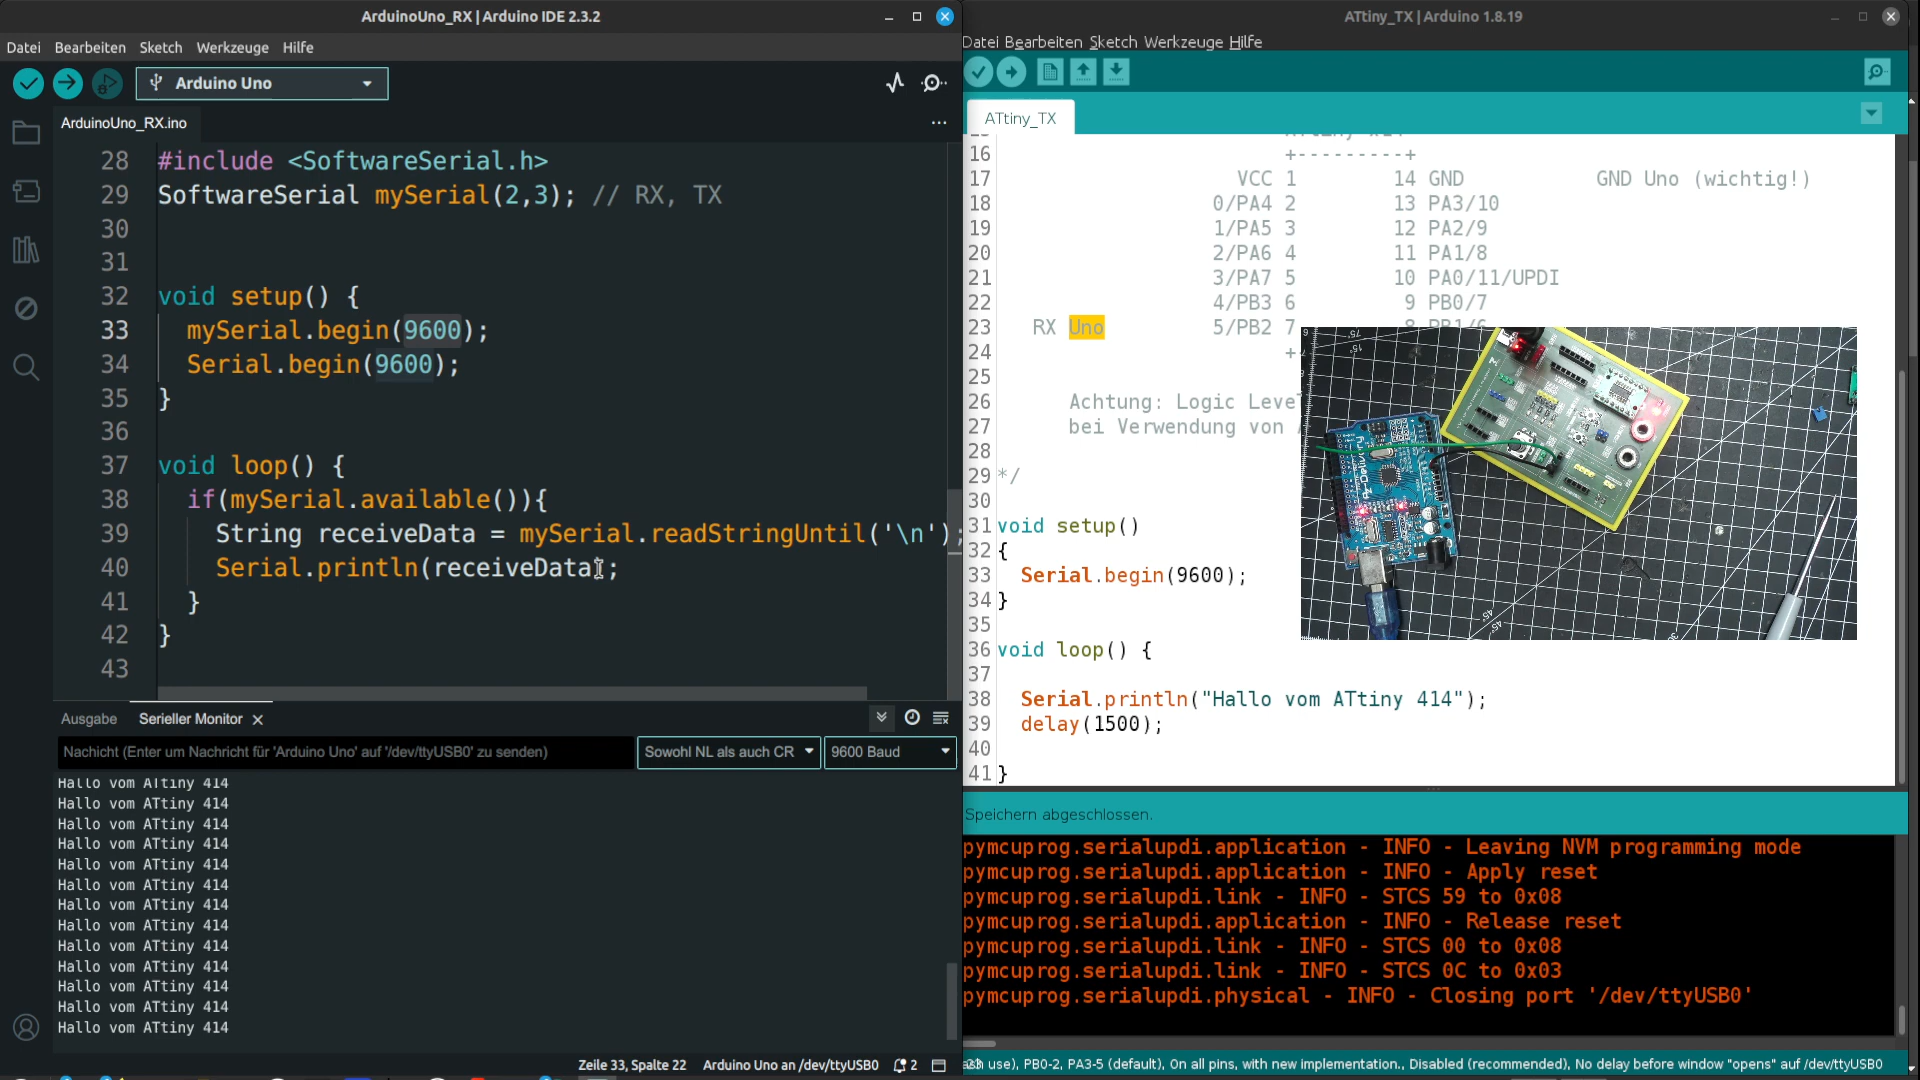 ArduinoUno_RX | Arduino IDE 2.3.2
Datei Bearbeiten Sketch Werkzeuge Hilfe
Arduino Uno
ArduinoUno_RX.ino
28 #include <SoftwareSerial.h>
29 SoftwareSerial mySerial(2,3); // RX, TX
30
31
32 void setup() {
33 mySerial.begin(9600);
34 Serial.begin(9600);
35 }
36
37 void loop() {
38 if(mySerial.available()){
39 String receiveData = mySerial.readStringUntil('\n');
40 Serial.println(receiveData);
41 }
42 }
43
Ausgabe Serieller Monitor
Nachricht (Enter um Nachricht für 'Arduino Uno' auf '/dev/ttyUSB0' zu senden) Sowohl NL als auch CR 9600 Baud
Hallo vom ATtiny 414
Hallo vom ATtiny 414
Hallo vom ATtiny 414
Hallo vom ATtiny 414
Hallo vom ATtiny 414
Hallo vom ATtiny 414
Hallo vom ATtiny 414
Hallo vom ATtiny 414
Hallo vom ATtiny 414
Hallo vom ATtiny 414
Hallo vom ATtiny 414
Hallo vom ATtiny 414
Hallo vom ATtiny 414
Zeile 33, Spalte 22 Arduino Uno an /dev/ttyUSB0 2
ATtiny_TX | Arduino 1.8.19
Datei Bearbeiten Sketch Werkzeuge Hilfe
ATtiny_TX
16 +---------+
17 VCC 1 14 GND GND Uno (wichtig!)
18 0/PA4 2 13 PA3/10
19 1/PA5 3 12 PA2/9
20 2/PA6 4 11 PA1/8
21 3/PA7 5 10 PA0/11/UPDI
22 4/PB3 6 9 PB0/7
23 RX Uno 5/PB2 7 8 PB1/6
24 +
25
26 Achtung: Logic Level
27 bei Verwendung von
28
29 */
30
31 void setup()
32 {
33 Serial.begin(9600);
34 }
35
36 void loop() {
37
38 Serial.println("Hallo vom ATtiny 414");
39 delay(1500);
40
41 }
Speichern abgeschlossen.
pymcuprog.serialupdi.application - INFO - Leaving NVM programming mode
pymcuprog.serialupdi.application - INFO - Apply reset
pymcuprog.serialupdi.link - INFO - STCS 59 to 0x08
pymcuprog.serialupdi.application - INFO - Release reset
pymcuprog.serialupdi.link - INFO - STCS 00 to 0x08
pymcuprog.serialupdi.link - INFO - STCS 0C to 0x03
pymcuprog.serialupdi.physical - INFO - Closing port '/dev/ttyUSB0'
use), PB0-2, PA3-5 (default), On all pins, with new implementation., Disabled (recommended), No delay before window "opens" auf /dev/ttyUSB0